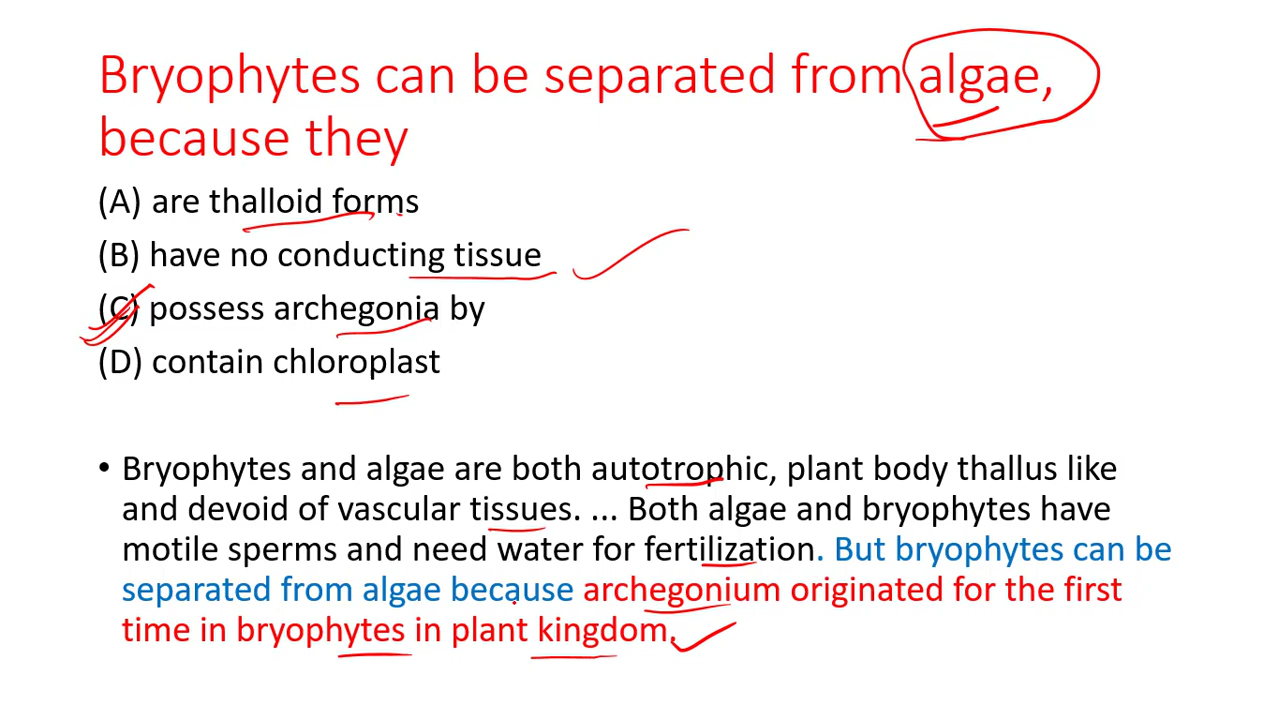 Bryophytes can be separated from algae,
because they
(A) are thalloid forms
(B) have no conducting tissue
(C) possess archegonia by
(D) contain chloroplast
• Bryophytes and algae are both autotrophic, plant body thallus like
and devoid of vascular tissues. ... Both algae and bryophytes have
motile sperms and need water for fertilization. But bryophytes can be
separated from algae because archegonium originated for the first
time in bryophytes in plant kingdom.